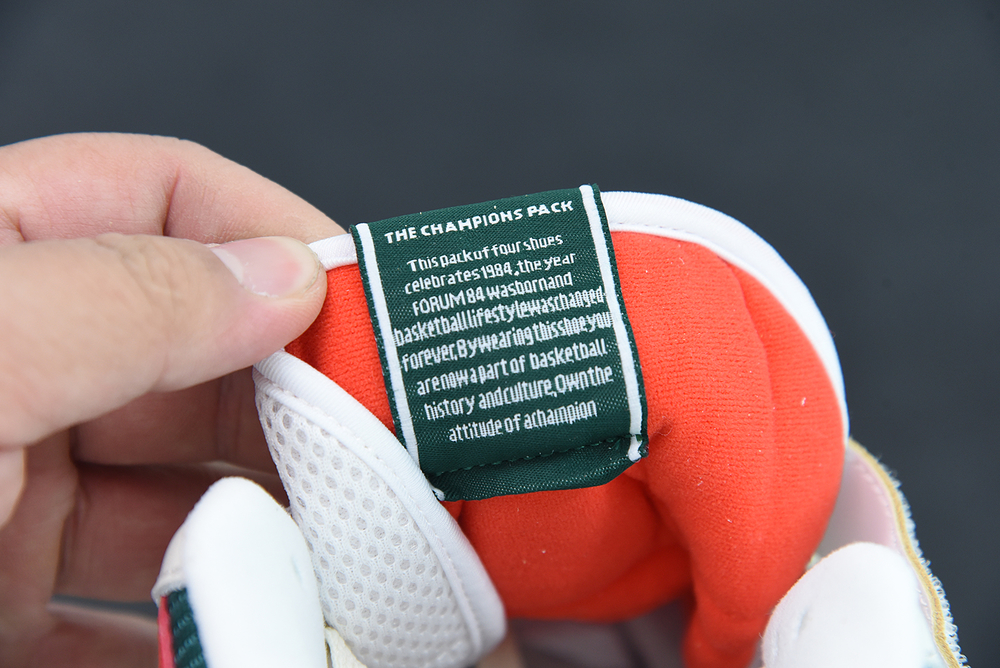 THE CHAMPIONS PACK
This pack of four shoes
celebrates 1984, the year
FORUM 84 was born and
basketball lifestyle was changed
forever. By wearing this shoe you
are now a part of basketball
history and culture, Own the
attitude of a champion